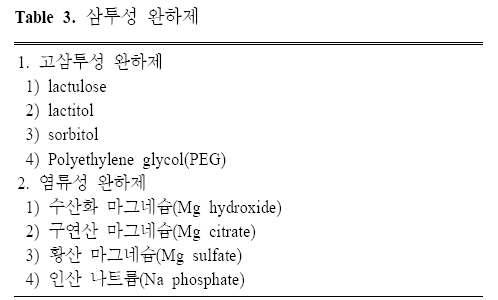 Table 3. 삼투성 완하제
1. 고삼투성 완하제
1) lactulose
2) lactitol
3) sorbitol
4) Polyethylene glycol(PEG)
2. 염류성 완하제
1) 수산화 마그네슘(Mg hydroxide)
2) 구연산 마그네슘(Mg citrate)
3) 황산 마그네슘(Mg sulfate)
4) 인산 나트륨(Na phosphate)